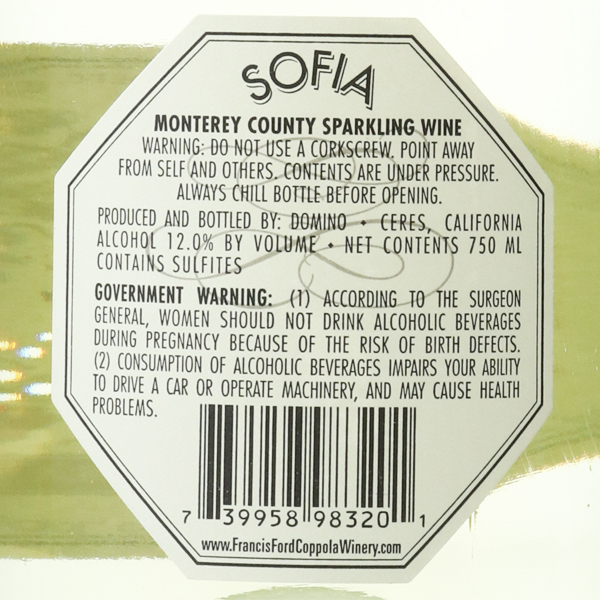 SOFIA
MONTEREY COUNTY SPARKLING WINE
WARNING: DO NOT USE A CORKSCREW, POINT AWAY
FROM SELF AND OTHERS. CONTENTS ARE UNDER PRESSURE.
ALWAYS CHILL BOTTLE BEFORE OPENING.
PRODUCED AND BOTTLED BY: DOMINO • CERES, CALIFORNIA
ALCOHOL 12.0% BY VOLUME • NET CONTENTS 750 ML
CONTAINS SULFITES
GOVERNMENT WARNING: (1) ACCORDING TO THE SURGEON
GENERAL, WOMEN SHOULD NOT DRINK ALCOHOLIC BEVERAGES
DURING PREGNANCY BECAUSE OF THE RISK OF BIRTH DEFECTS.
(2) CONSUMPTION OF ALCOHOLIC BEVERAGES IMPAIRS YOUR ABILITY
TO DRIVE A CAR OR OPERATE MACHINERY, AND MAY CAUSE HEALTH
PROBLEMS.
7 39958 98320 1
www.FrancisFordCoppolaWinery.com